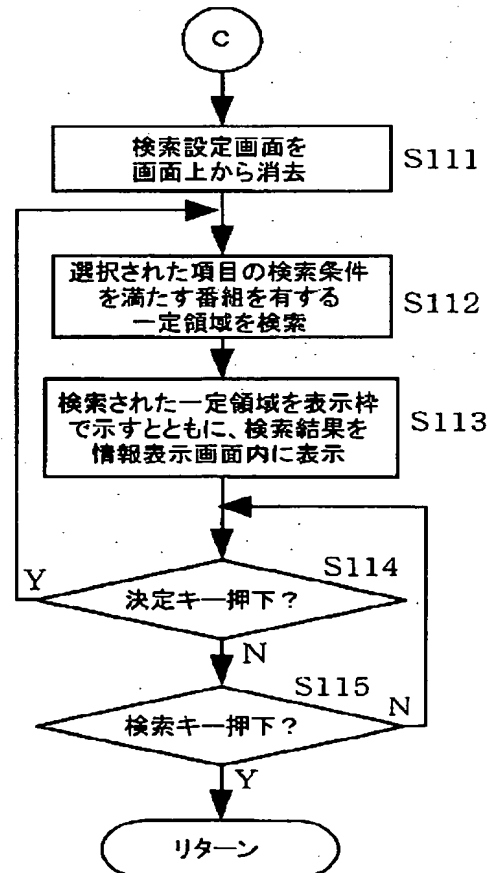 C
検索設定画面を
画面上から消去
S111
選択された項目の検索条件
を満たす番組を有する
一定領域を検索
S112
検索された一定領域を表示枠
で示すとともに、検索結果を
情報表示画面内に表示
S113
S114
Y
決定キー押下?
N
S115
検索キー押下?
N
Y
リターン